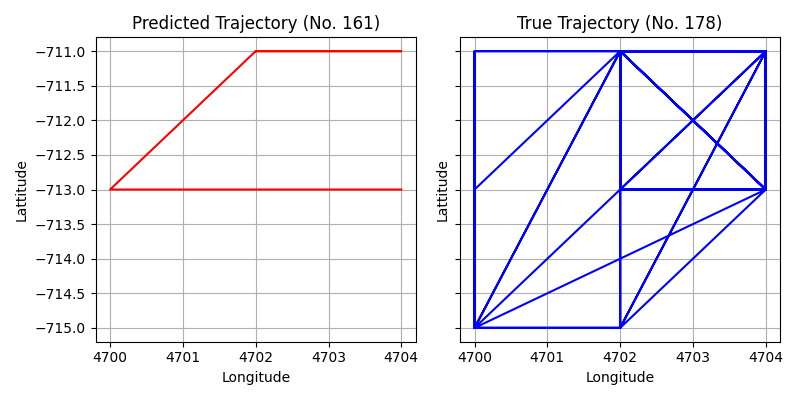 Predicted Trajectory (No. 161)
True Trajectory (No. 178)
−711.0
−711.5
−712.0
−712.5
−713.0
−713.5
−714.0
−714.5
−715.0
Lattitude
Lattitude
4700 4701 4702 4703 4704
4700 4701 4702 4703 4704
Longitude
Longitude